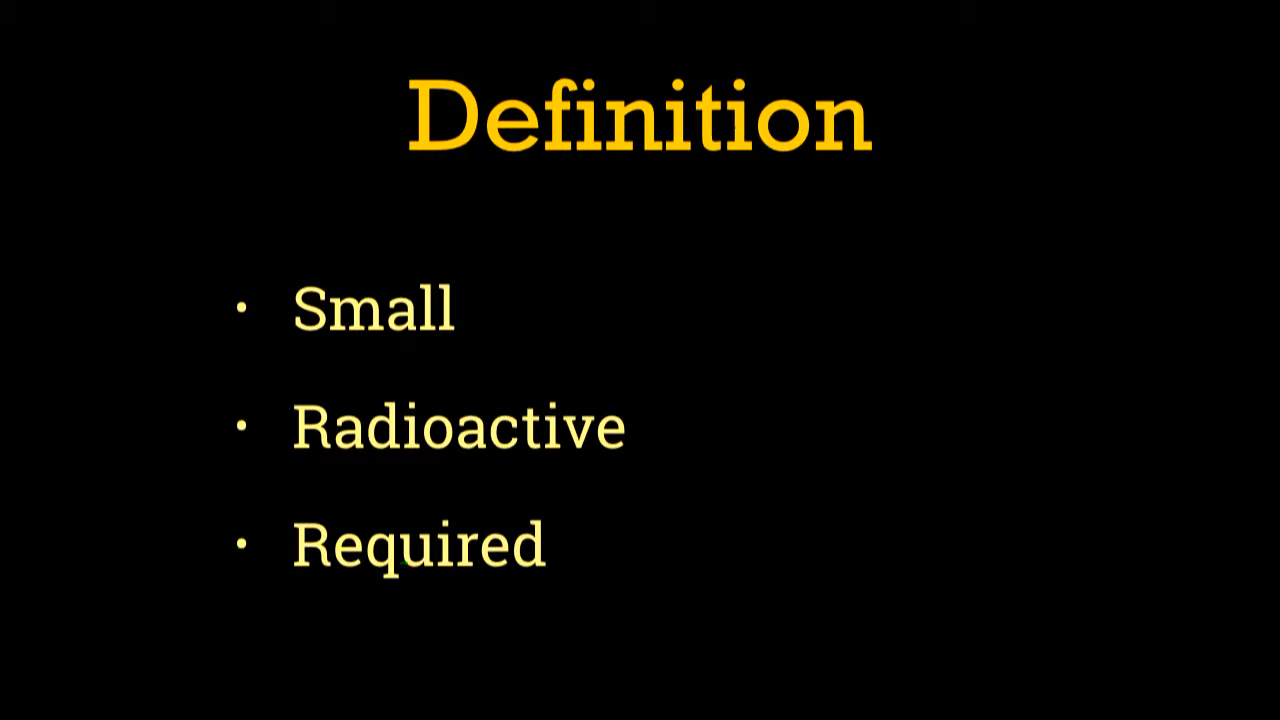 Definition
• Small
• Radioactive
• Required